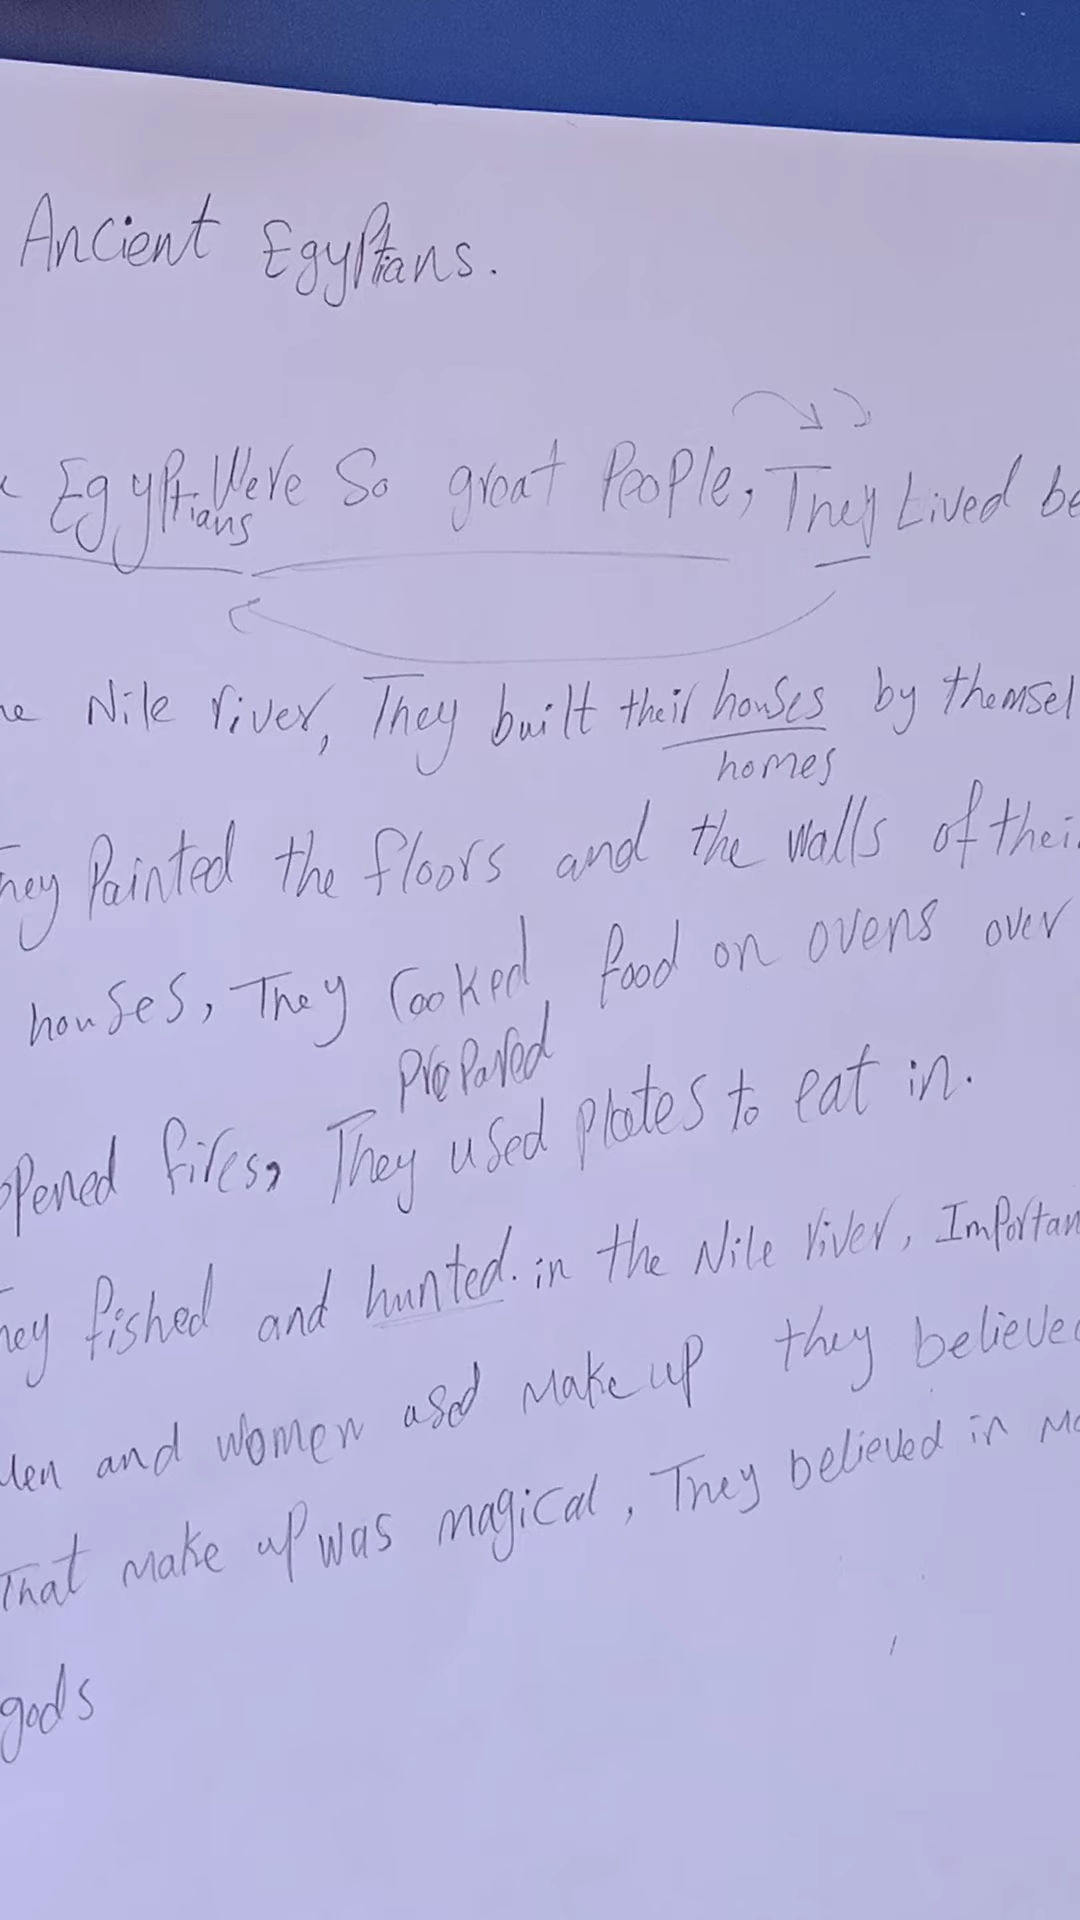 Ancient Egyptians.
Egyptians Were So great People, They Lived be
Nile river, They built their houses by themsel
homes
hey Painted the floors and the walls of thei
houses, They Cooked food on ovens over
prepared
opened fires, They used plates to eat in.
hey fished and hunted. in the Nile river, Importan
Men and women used make up they believed
That make up was magical, They believed in
gods